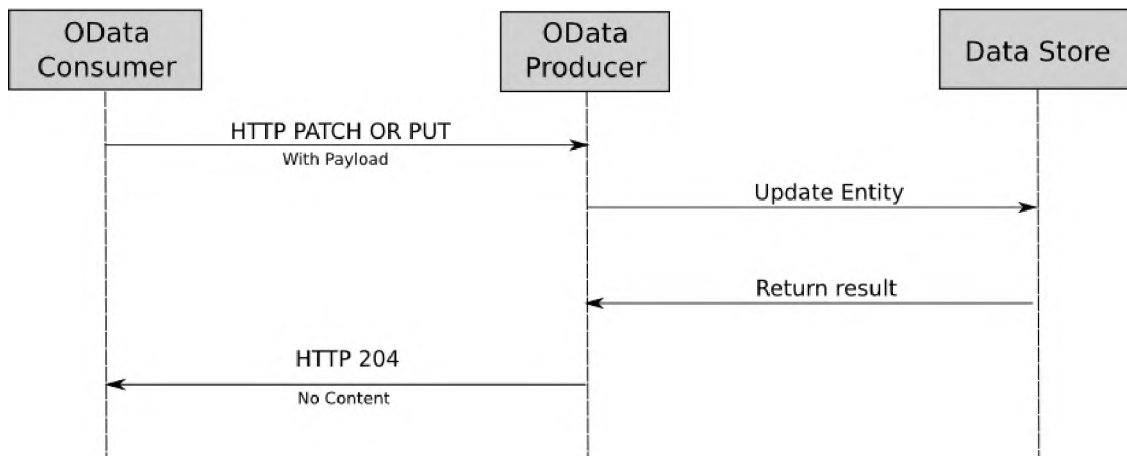 OData
Consumer
OData
Producer
Data Store
HTTP PATCH OR PUT
With Payload
Update Entity
Return result
HTTP 204
No Content